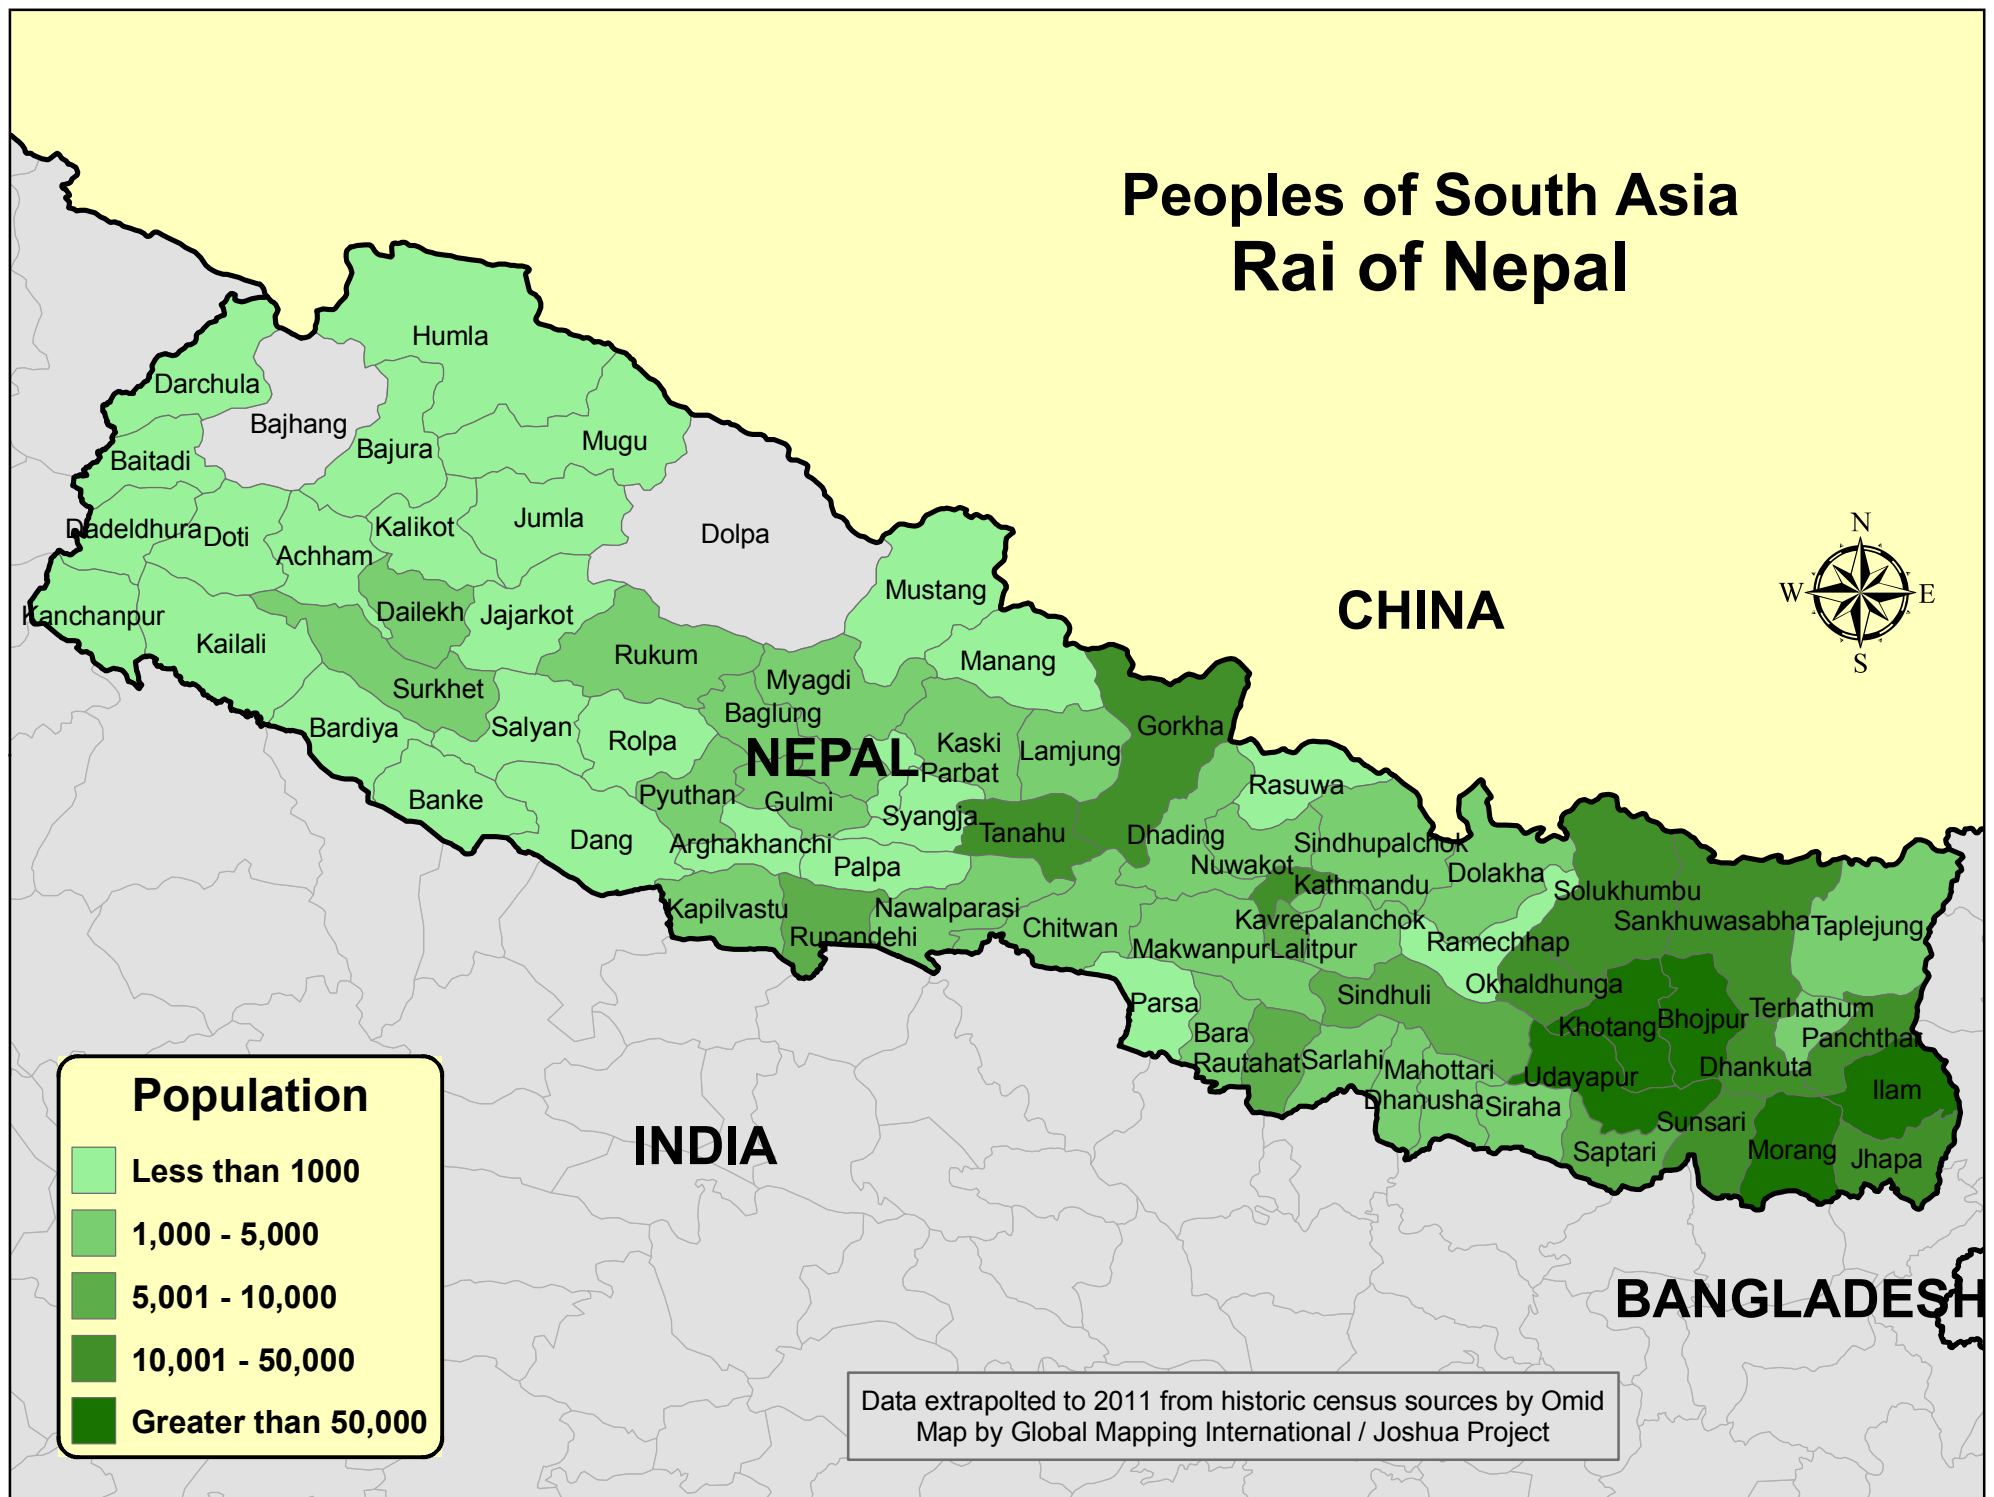 Peoples of South Asia
Rai of Nepal
Humla
Darchula
Bajhang
Bajura
Mugu
Baitadi
Dadeldhura
Doti
Achham
Kalikot
Jumla
Dolpa
Mustang
CHINA
N
W
E
S
Kanchanpur
Kailali
Dailekh
Jajarkot
Rukum
Manang
Surkhet
Myagdi
Baglung
Gorkha
Bardiya
Salyan
Rolpa
NEPAL
Kaski
Parbat
Lamjung
Rasuwa
Banke
Pyuthan
Gulmi
Syangja
Tanahu
Dhading
Sindhupalchok
Dang
Arghakhanchi
Palpa
Nuwakot
Kathmandu
Dolakha
Solukhumbu
Sankhuwasabha
Taplejung
Kapilvastu
Rupandehi
Nawalparasi
Chitwan
Kavrepalanchok
Makwanpur
Lalitpur
Ramechhap
Okhaldhunga
Parsa
Sindhuli
Khotang
Bhojpur
Terhathum
Panchthar
Bara
Rautahat
Sarlahi
Mahottari
Dhanusha
Siraha
Udayapur
Dhankuta
Ilam
Sunsari
Saptari
Morang
Jhapa
INDIA
BANGLADESH
Population
Less than 1000
1,000 - 5,000
5,001 - 10,000
10,001 - 50,000
Greater than 50,000
Data extrapolted to 2011 from historic census sources by Omid
Map by Global Mapping International / Joshua Project